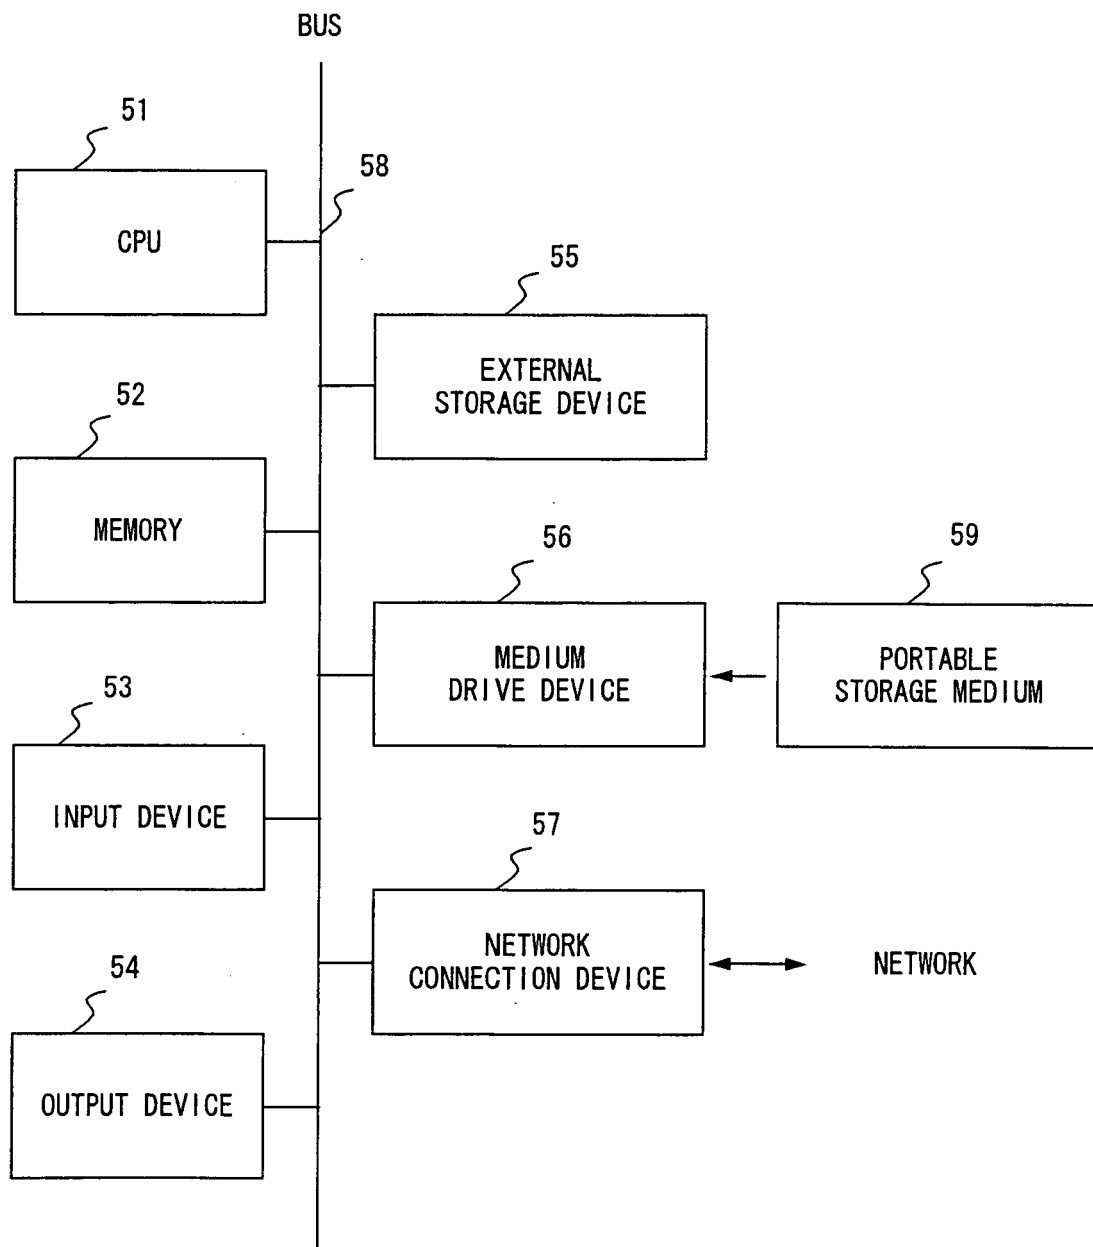 BUS
51
CPU
58
55
EXTERNAL
STORAGE DEVICE
52
MEMORY
56
MEDIUM
DRIVE DEVICE
59
PORTABLE
STORAGE MEDIUM
53
INPUT DEVICE
57
NETWORK
CONNECTION DEVICE
NETWORK
54
OUTPUT DEVICE